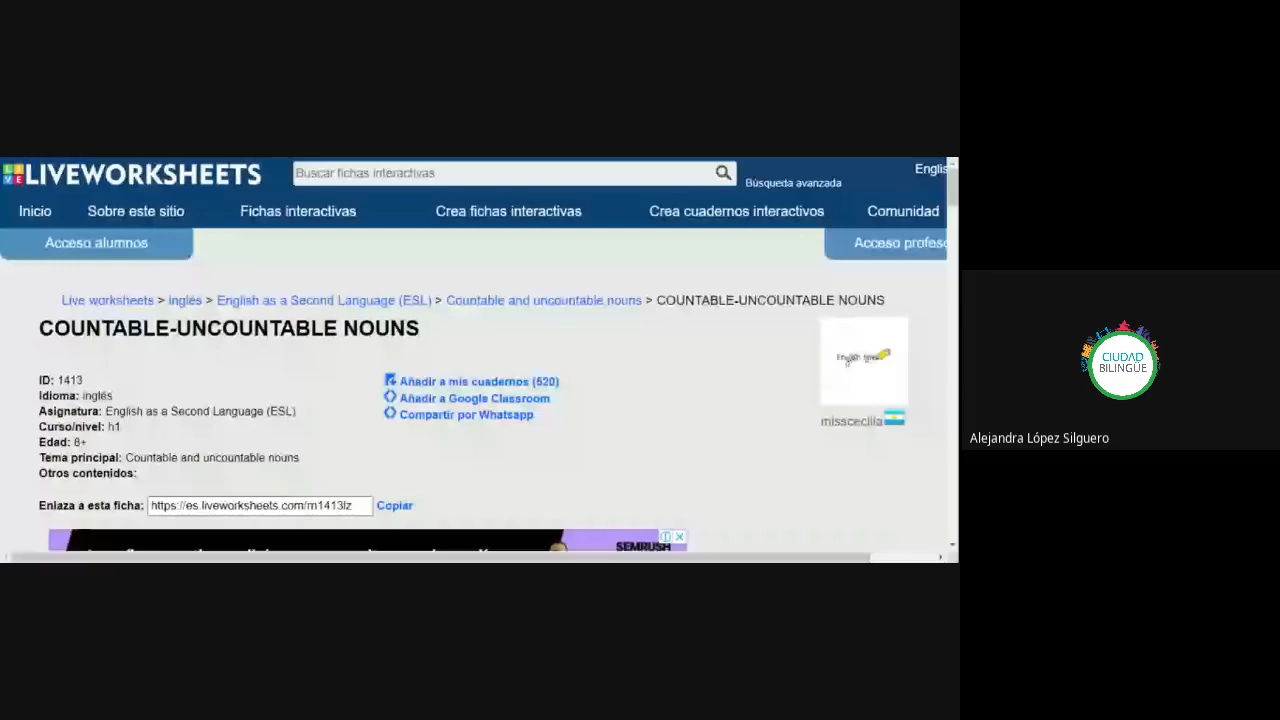 LIVEWORKSHEETS
Buscar fichas interactivas
Búsqueda avanzada
Englis
Inicio
Sobre este sitio
Fichas interactivas
Crea fichas interactivas
Crea cuadernos interactivos
Comunidad
Acceso alumnos
Acceso profeso
Live worksheets > Inglés > English as a Second Language (ESL) > Countable and uncountable nouns > COUNTABLE-UNCOUNTABLE NOUNS
COUNTABLE-UNCOUNTABLE NOUNS
ID: 1413
Idioma: inglés
Asignatura: English as a Second Language (ESL)
Curso/nivel: h1
Edad: 8+
Tema principal: Countable and uncountable nouns
Otros contenidos:
Añadir a mis cuadernos (520)
Añadir a Google Classroom
Compartir por Whatsapp
misscecilia
Enlaza a esta ficha: https://es.liveworksheets.com/m1413lz Copiar
SEMRUSH
CIUDAD
BILINGÜE
Alejandra López Silguero